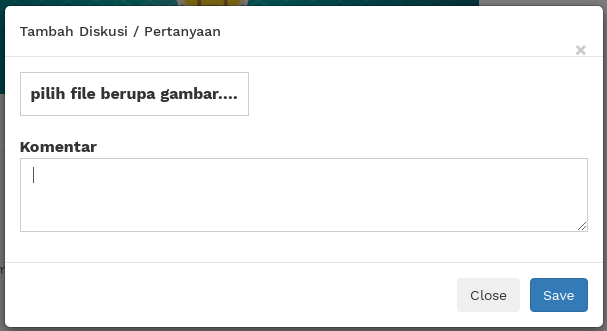 Tambah Diskusi / Pertanyaan
×
pilih file berupa gambar....
Komentar
Close Save